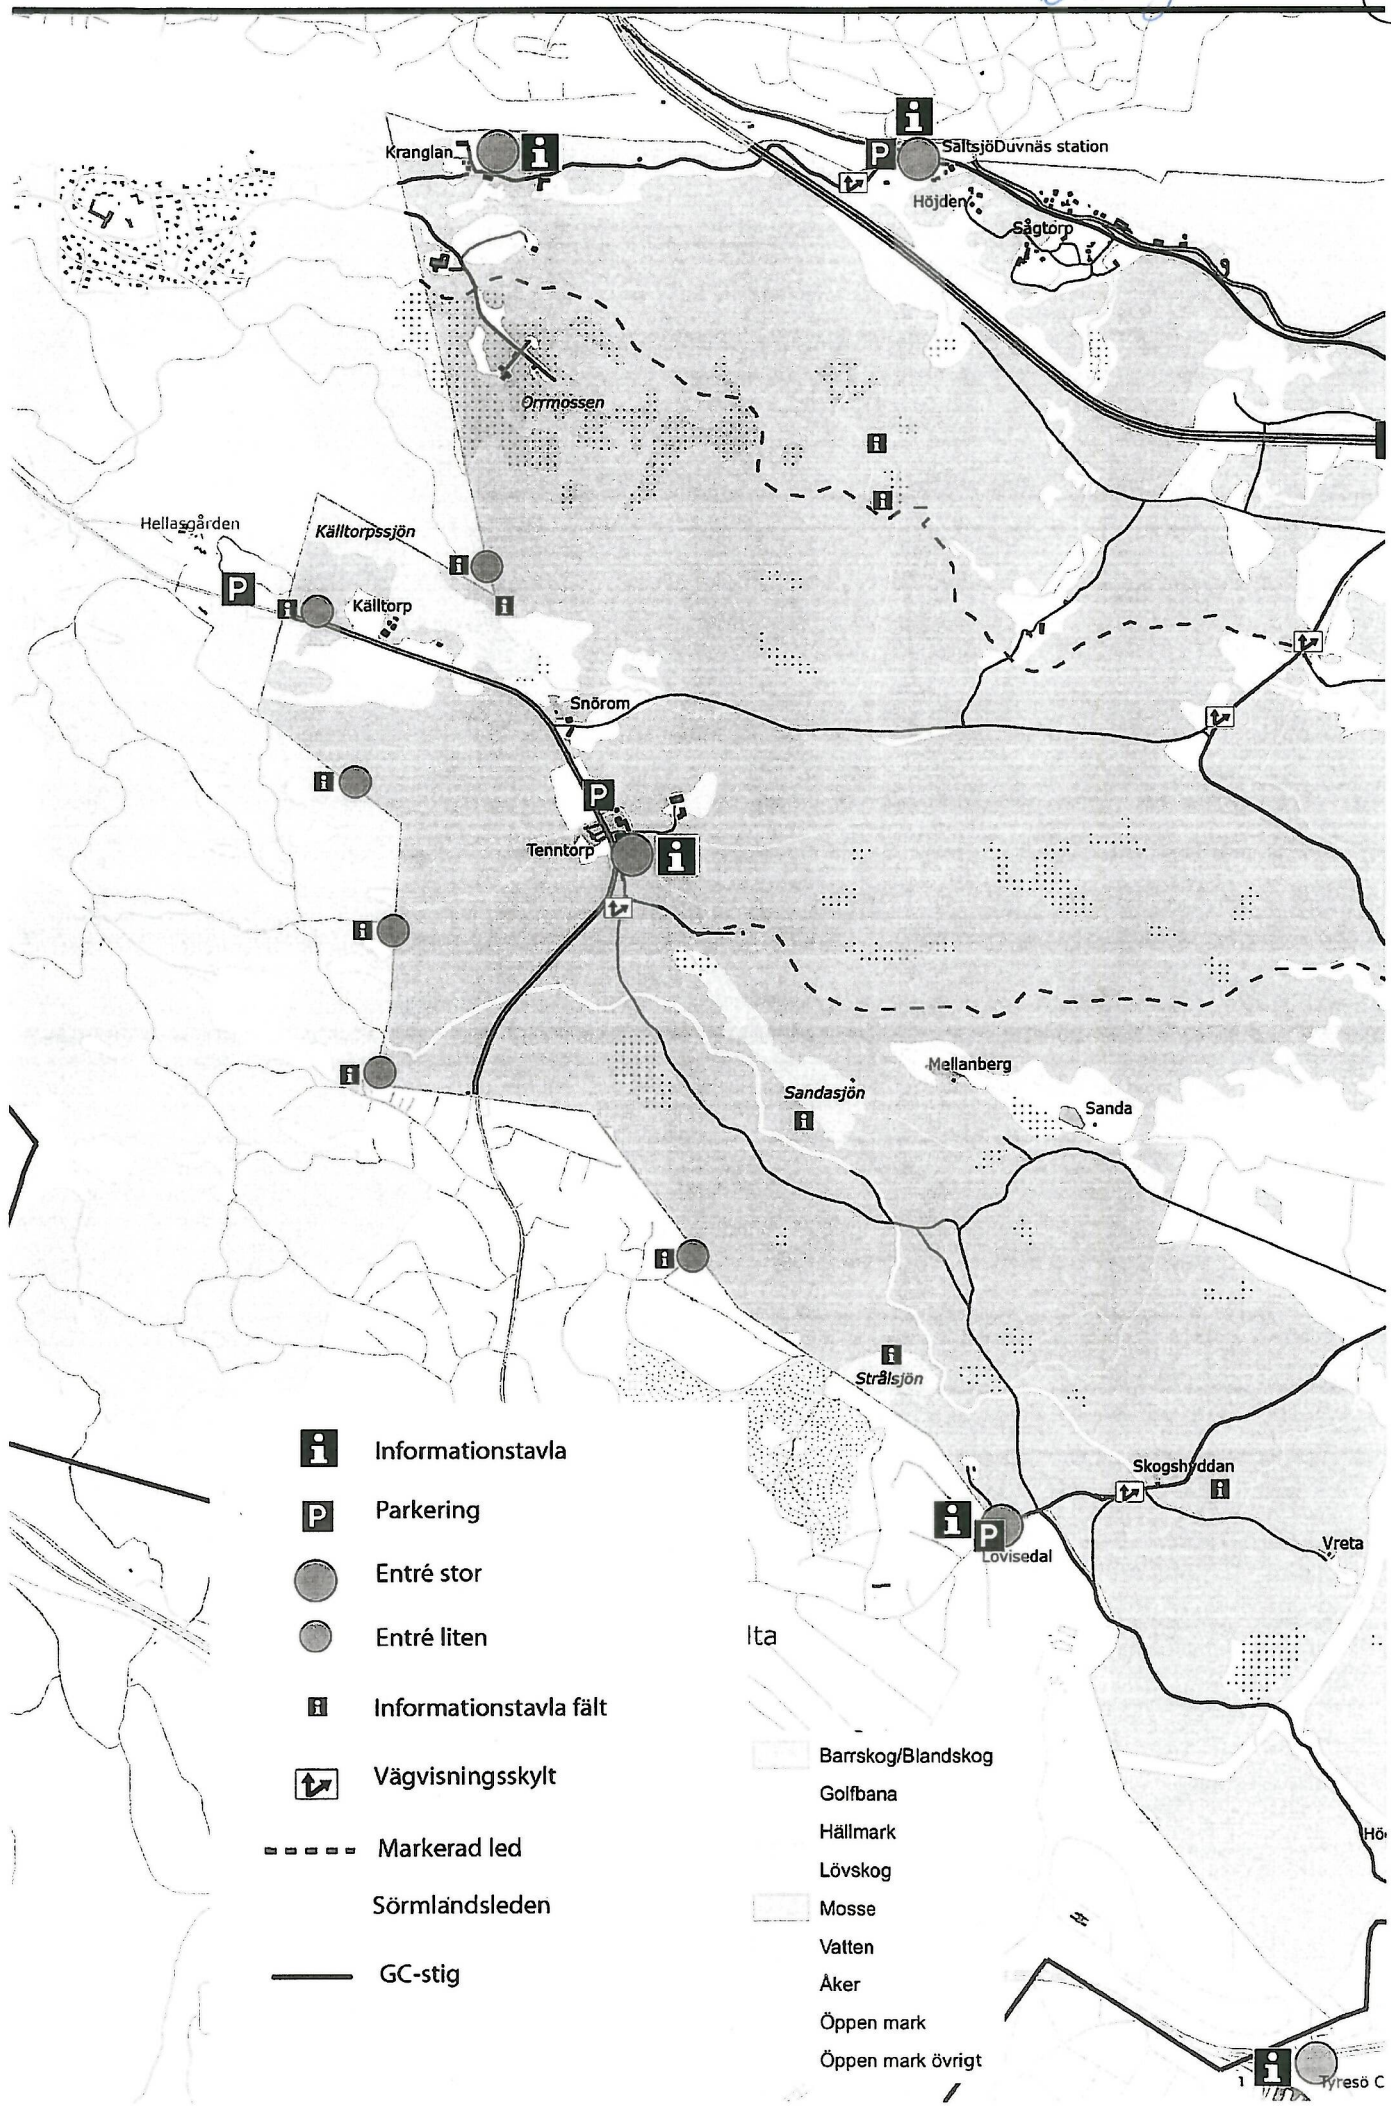 SaltsjöDuvnäs station
Kranglan
P
Höjden
Sågtorp
Orrmossen
Hellasgården
Källtorpssjön
P
Källtorp
Snörom
P
Tenntorp
Mellanberg
Sandasjön
Sanda
Strålsjön
Skogshyddan
P
Lovisedal
Vreta
lta
Informationstavla
P Parkering
Entré stor
Entré liten
Informationstavla fält
Vägvisningsskylt
Markerad led
Sörmlandsleden
GC-stig
Barrskog/Blandskog
Golfbana
Hällmark
Lövskog
Mosse
Vatten
Åker
Öppen mark
Öppen mark övrigt
Tyresö C